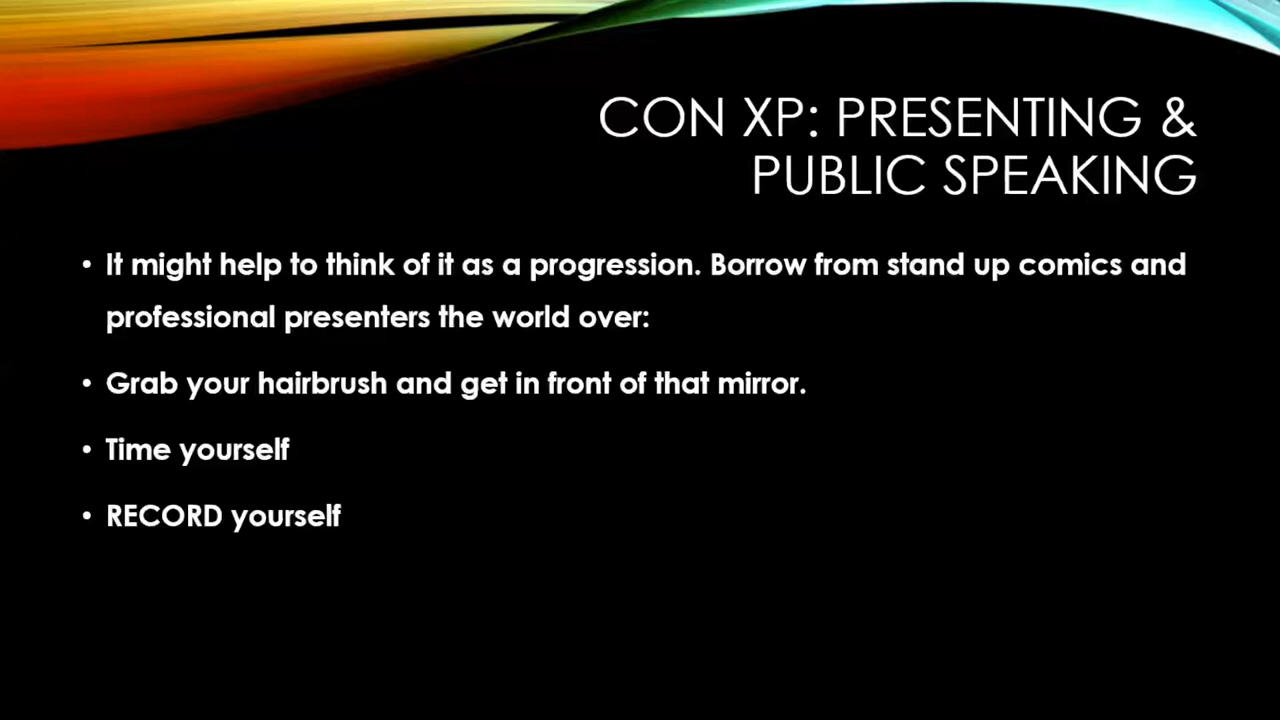 CON XP: PRESENTING &
PUBLIC SPEAKING
• It might help to think of it as a progression. Borrow from stand up comics and
professional presenters the world over:
• Grab your hairbrush and get in front of that mirror.
• Time yourself
• RECORD yourself